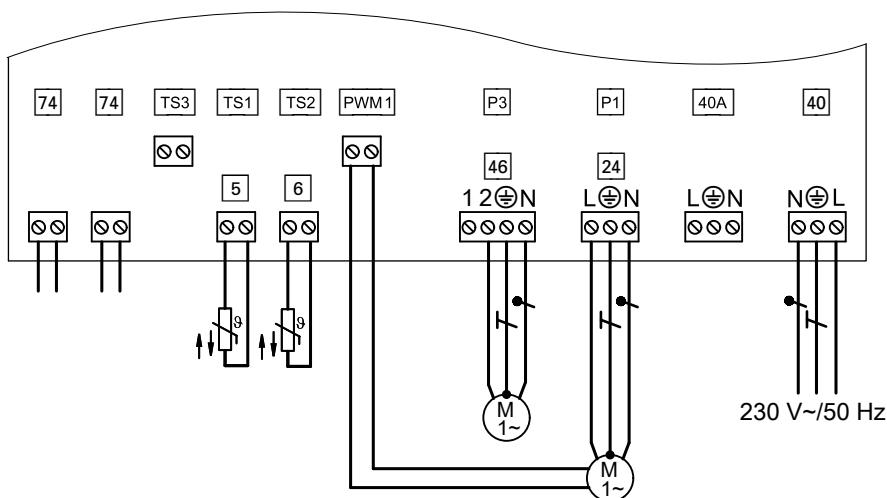 74 74 TS3 TS1 TS2 PWM1 P3 P1 40A 40
46 24
5 6
1 2 N L N L N N L
ϑ ϑ
230 V~/50 Hz
M
1~
M
1~